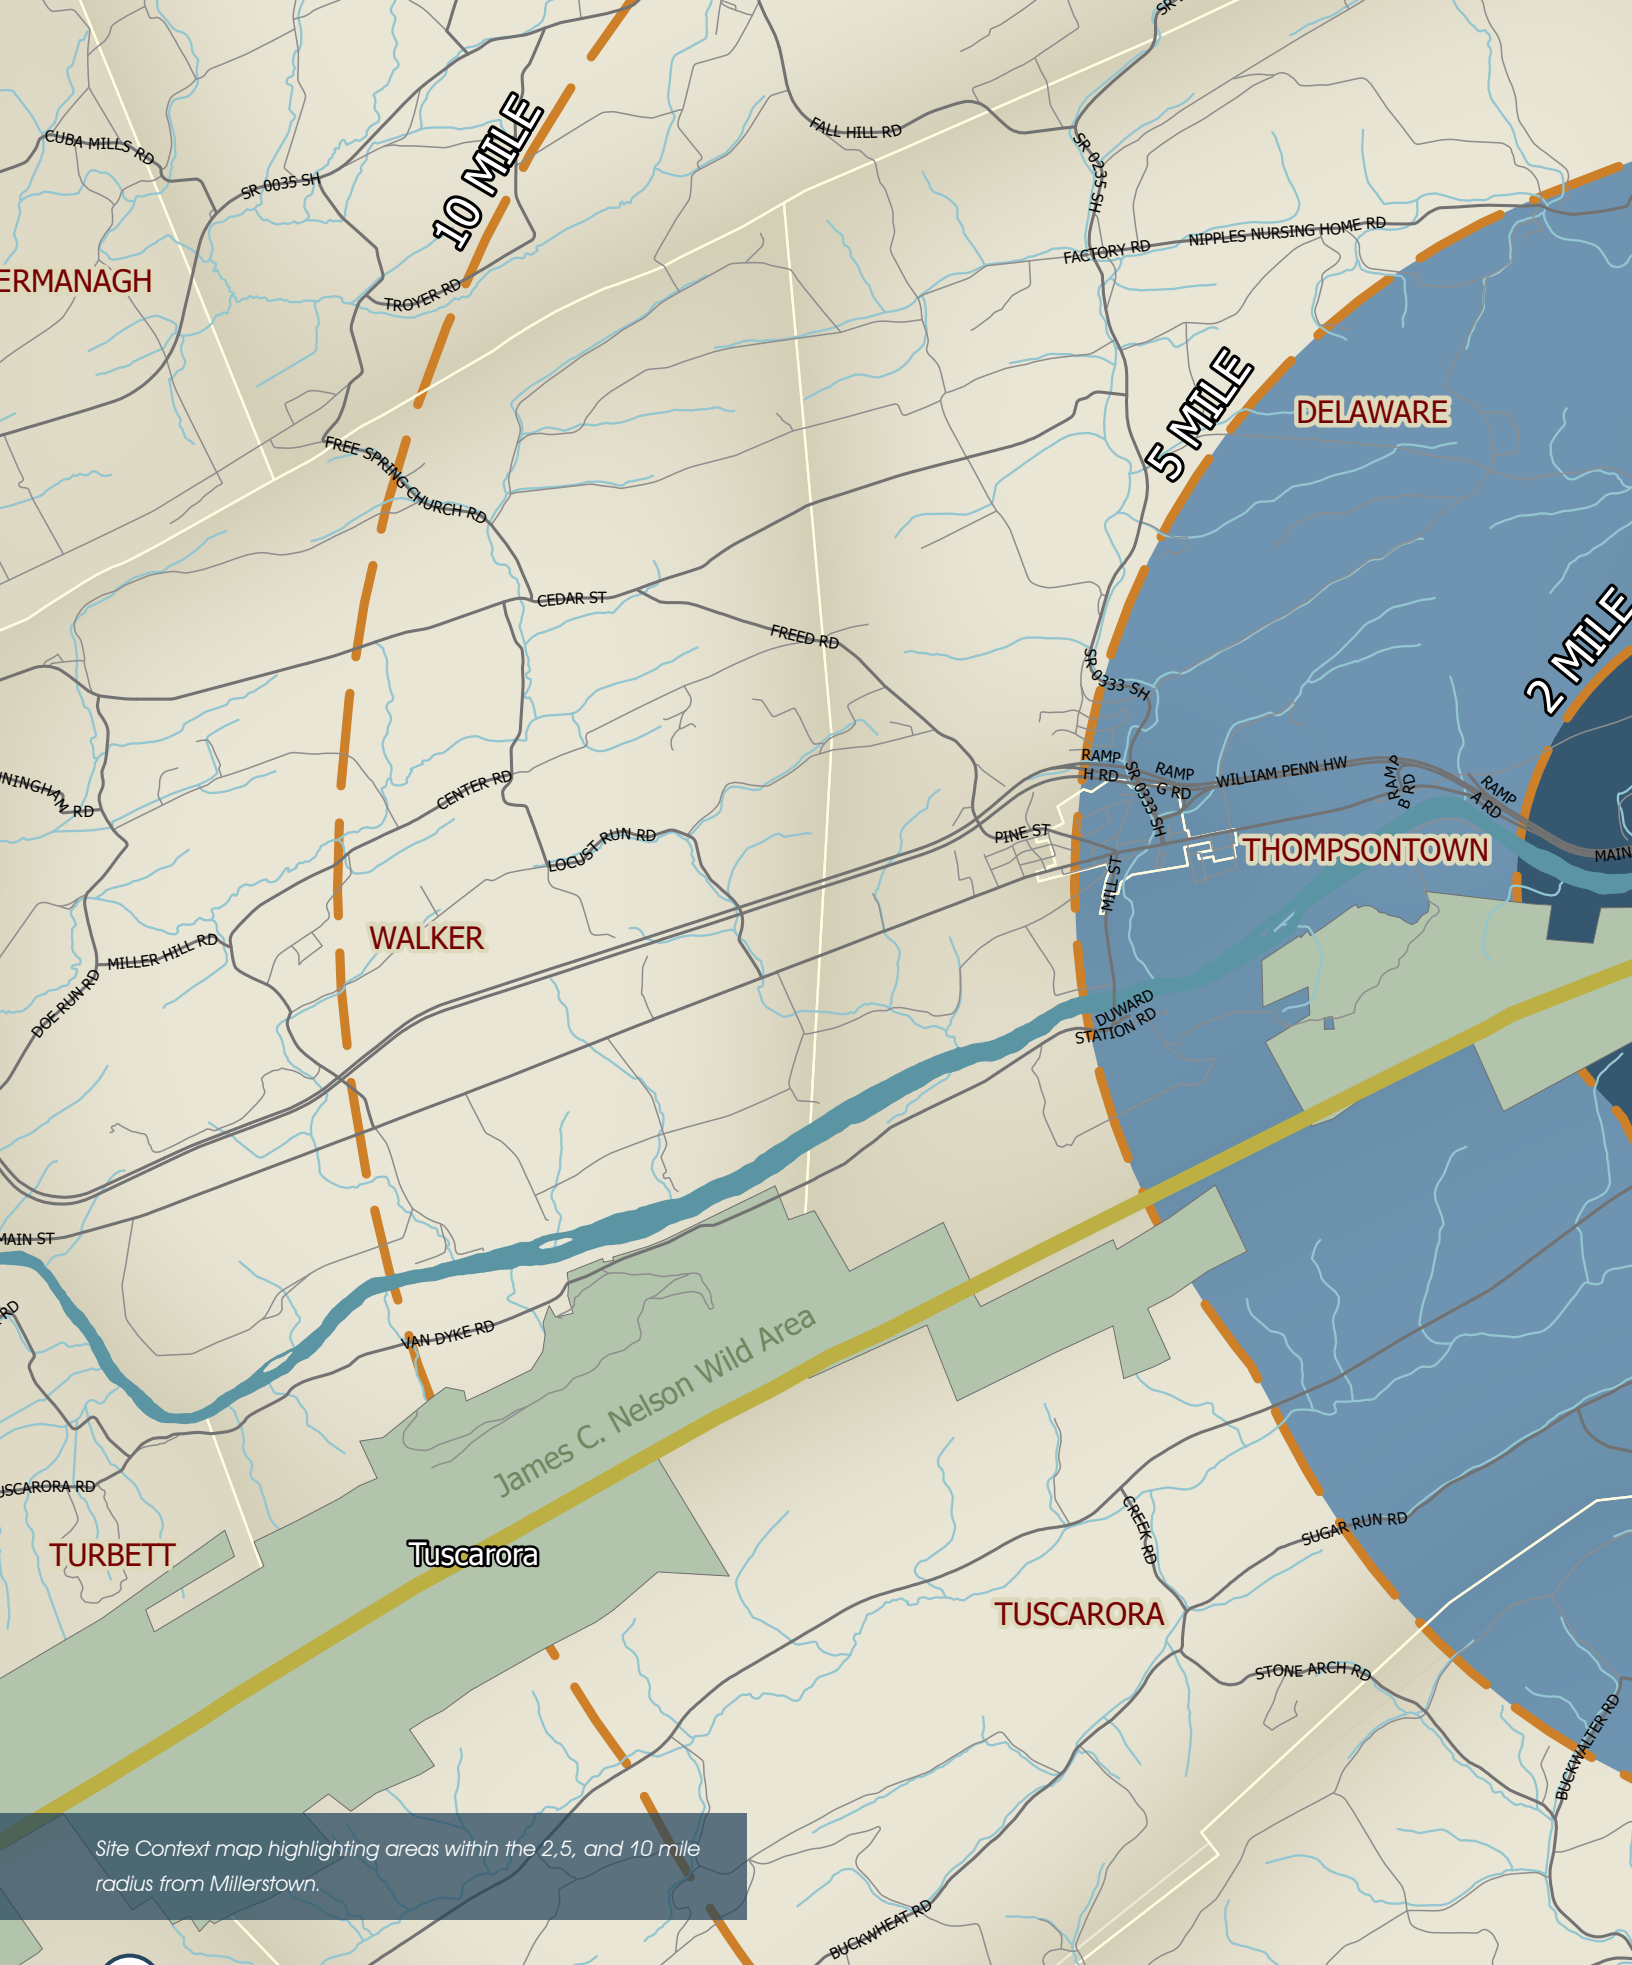 SR 0235 SH
CUBA MILLS RD
SR 0035 SH
10 MILE
FALL HILL RD
FACTORY RD
NIPPLES NURSING HOME RD
ERMANAGH
TROYER RD
5 MILE
DELAWARE
FREE SPRING CHURCH RD
CEDAR ST
FREED RD
2 MILE
SR 0333 SH
RAMP
H RD
RAMP
G RD
SR 0333 SH
WILLIAM PENN HW
RAMP
B RD
RAMP
A RD
NINGHAM RD
CENTER RD
LOCUST RUN RD
PINE ST
THOMPSONTOWN
MAIN
MILL ST
WALKER
MILLER HILL RD
DOE RUN RD
DUWARD
STATION RD
MAIN ST
RD
VAN DYKE RD
James C. Nelson Wild Area
USCARORA RD
TURBETT
Tuscarora
CREEK RD
SUGAR RUN RD
TUSCARORA
STONE ARCH RD
BUCKWALTER RD
Site Context map highlighting areas within the 2,5, and 10 mile
radius from Millerstown.
BUCKWHEAT RD